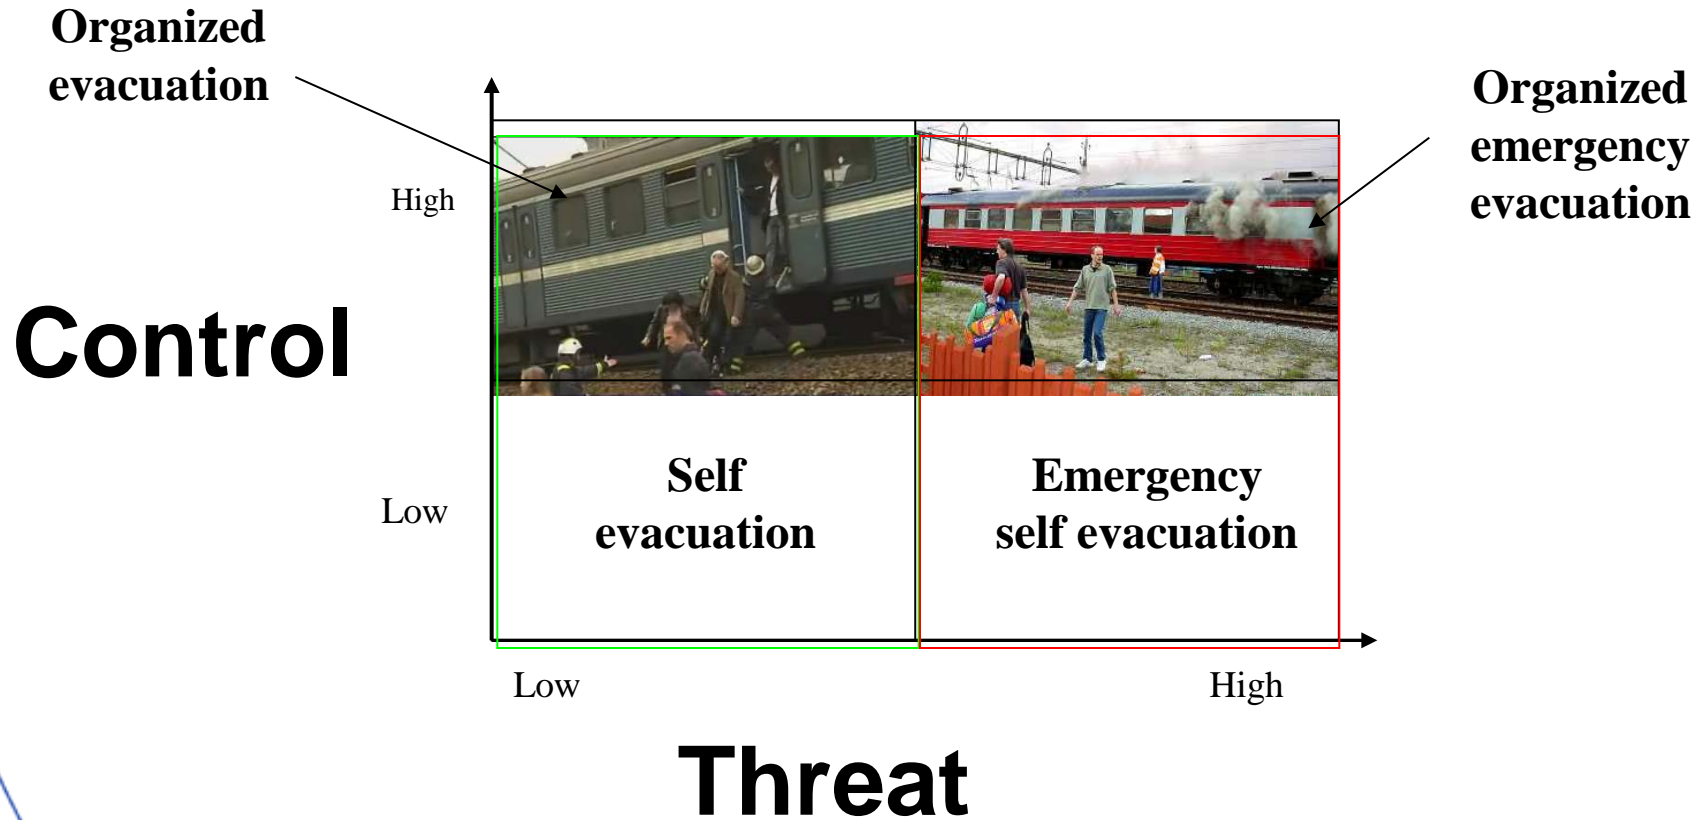 Organized
evacuation
Organized
emergency
evacuation
High
Control
Self
evacuation
Emergency
self evacuation
Low
Low
High
Threat